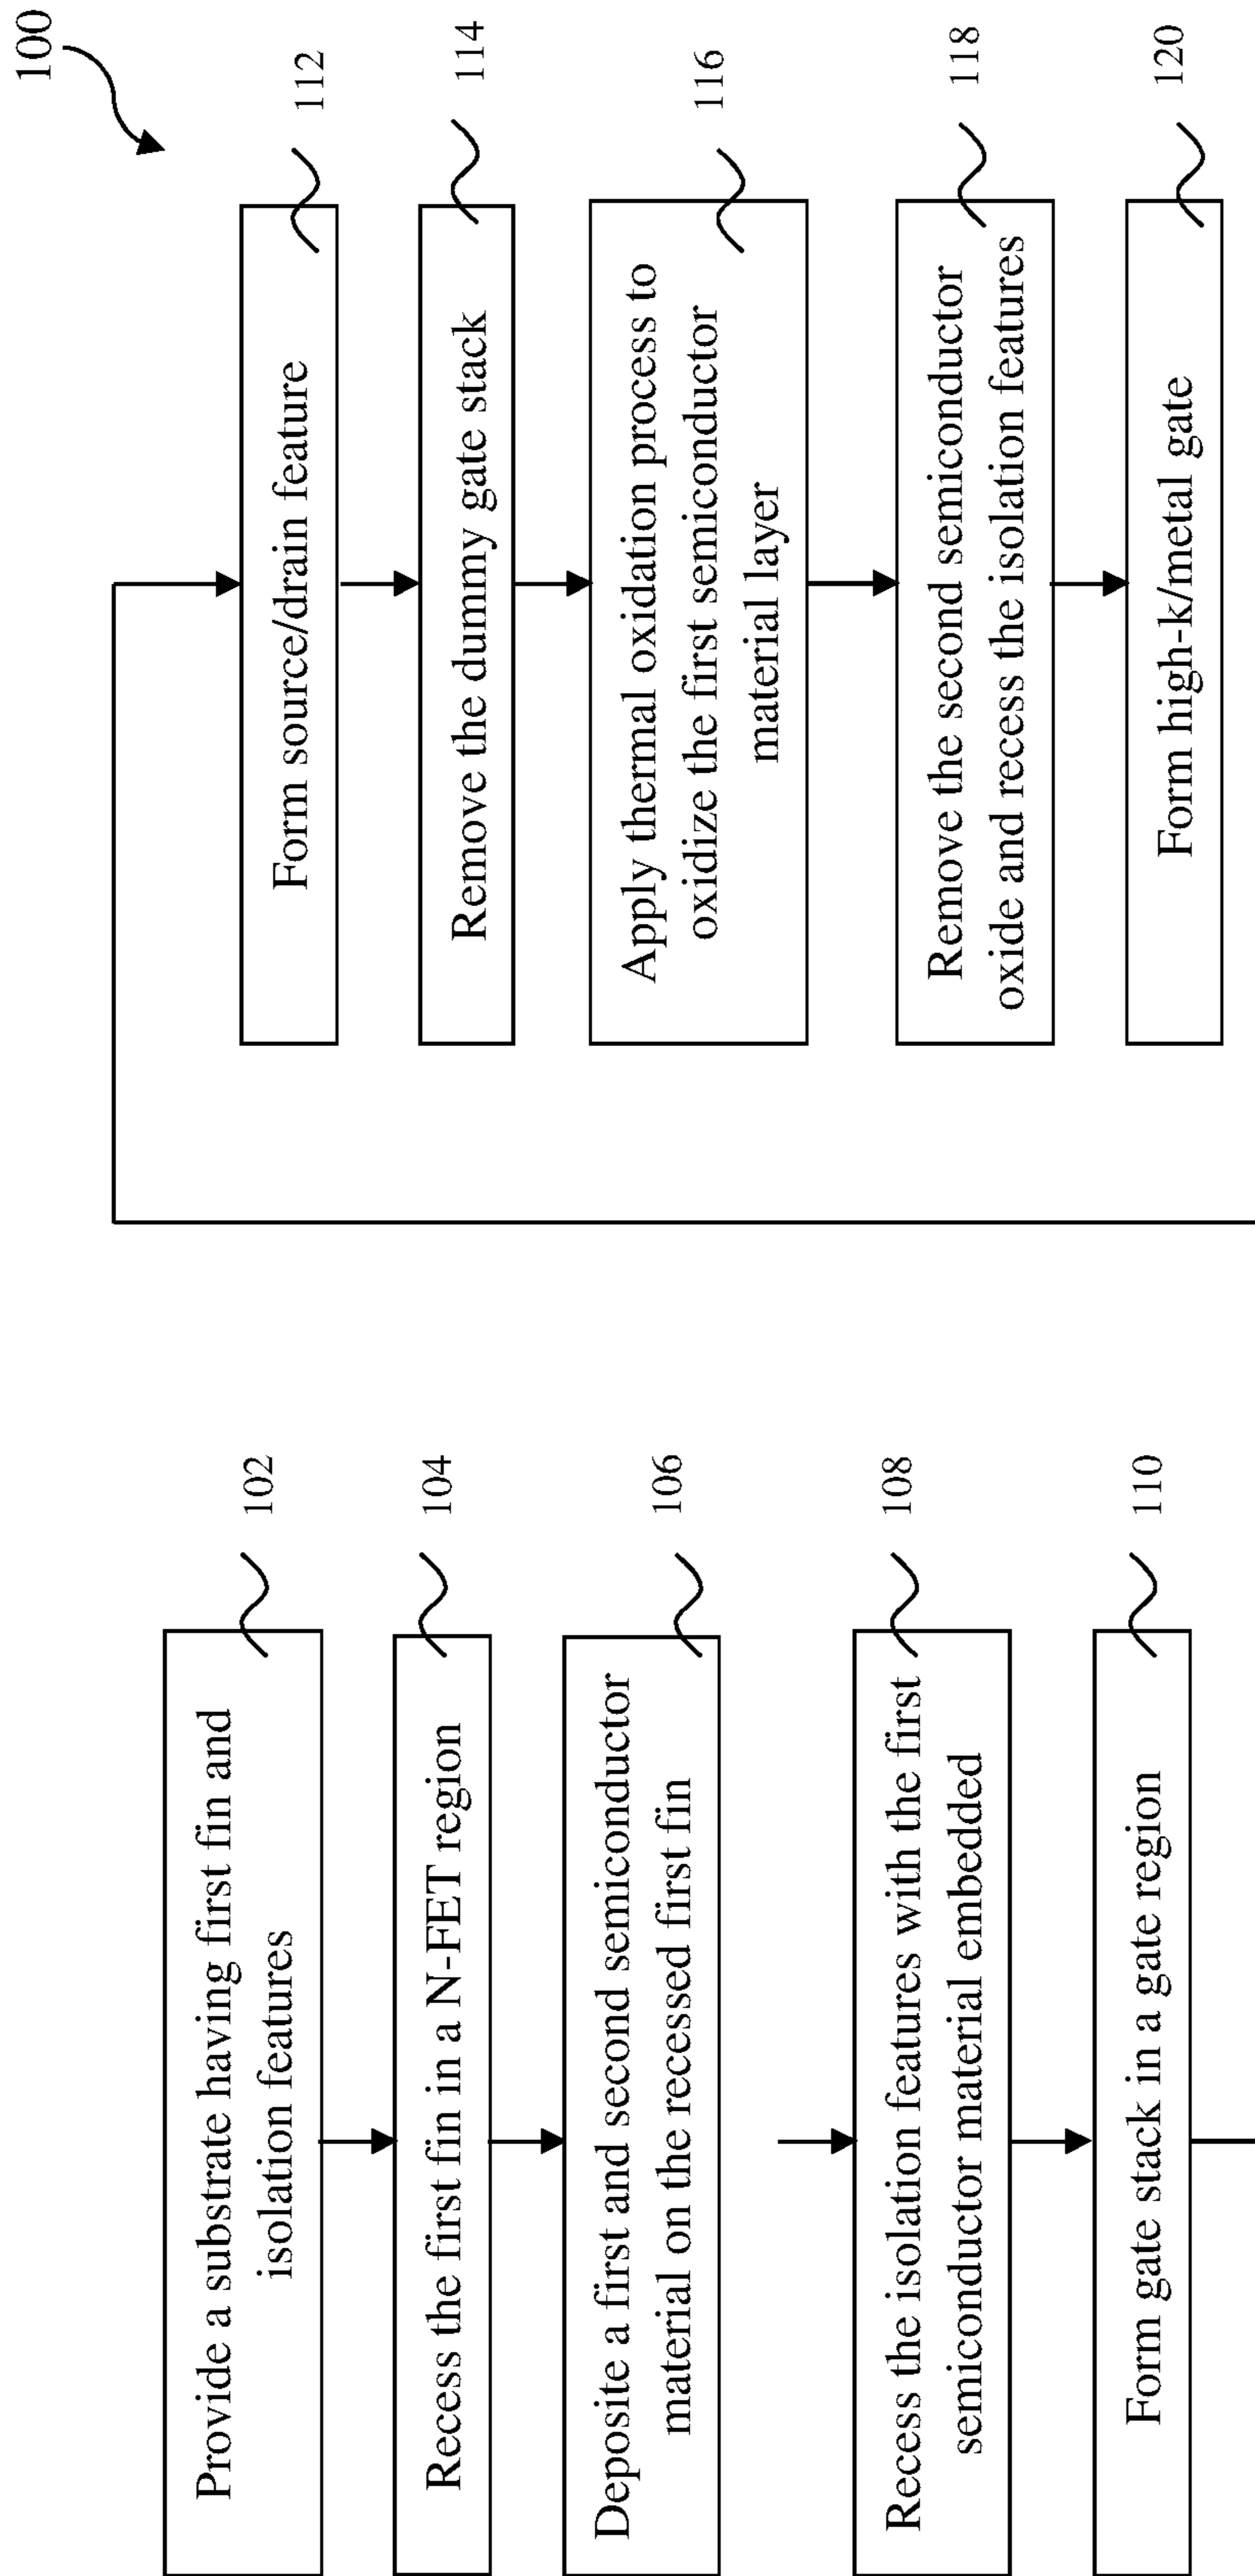 100
Provide a substrate having first fin and
isolation features
102
Recess the first fin in a N-FET region
104
Deposite a first and second semiconductor
material on the recessed first fin
106
Recess the isolation features with the first
semiconductor material embedded
108
Form gate stack in a gate region
110
Form source/drain feature
112
Remove the dummy gate stack
114
Apply thermal oxidation process to
oxidize the first semiconductor
material layer
116
Remove the second semiconductor
oxide and recess the isolation features
118
Form high-k/metal gate
120